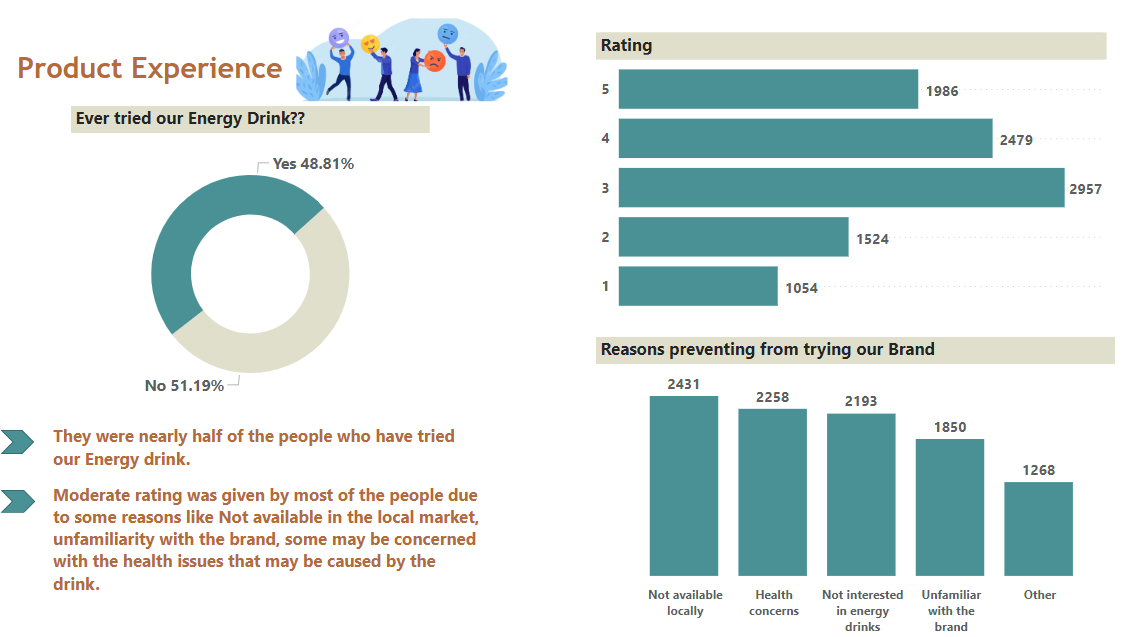 Product Experience
Ever tried our Energy Drink??
Yes 48.81%
No 51.19%
They were nearly half of the people who have tried
our Energy drink.
Moderate rating was given by most of the people due
to some reasons like Not available in the local market,
unfamiliarity with the brand, some may be concerned
with the health issues that may be caused by the
drink.
Rating
5 1986
4 2479
3 2957
2 1524
1 1054
Reasons preventing from trying our Brand
2431 2258 2193 1850 1268
Not available Health Not interested Unfamiliar Other
locally concerns in energy with the
drinks brand